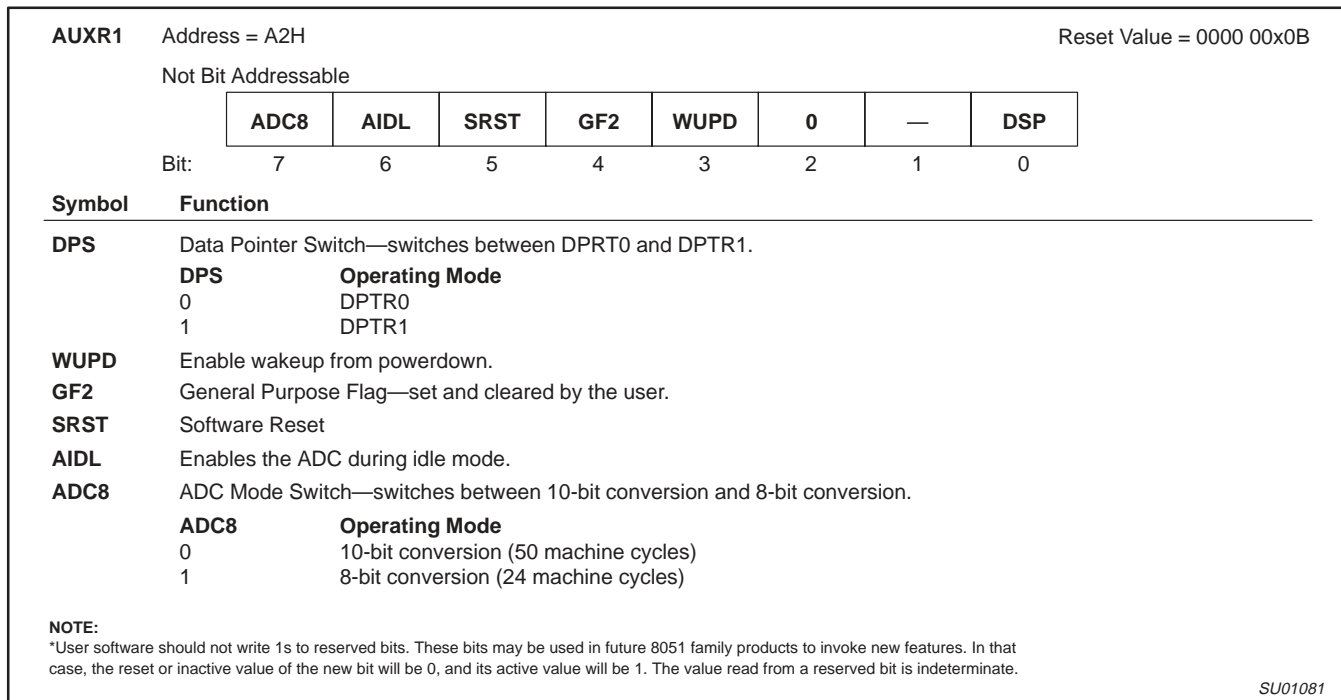 AUXR1 Address = A2H Reset Value = 0000 00x0B
Not Bit Addressable
ADC8 AIDL SRST GF2 WUPD 0 — DSP
Bit: 7 6 5 4 3 2 1 0
Symbol Function
DPS Data Pointer Switch—switches between DPRT0 and DPTR1.
DPS Operating Mode
0 DPTR0
1 DPTR1
WUPD Enable wakeup from powerdown.
GF2 General Purpose Flag—set and cleared by the user.
SRST Software Reset
AIDL Enables the ADC during idle mode.
ADC8 ADC Mode Switch—switches between 10-bit conversion and 8-bit conversion.
ADC8 Operating Mode
0 10-bit conversion (50 machine cycles)
1 8-bit conversion (24 machine cycles)
NOTE:
*User software should not write 1s to reserved bits. These bits may be used in future 8051 family products to invoke new features. In that
case, the reset or inactive value of the new bit will be 0, and its active value will be 1. The value read from a reserved bit is indeterminate.
SU01081